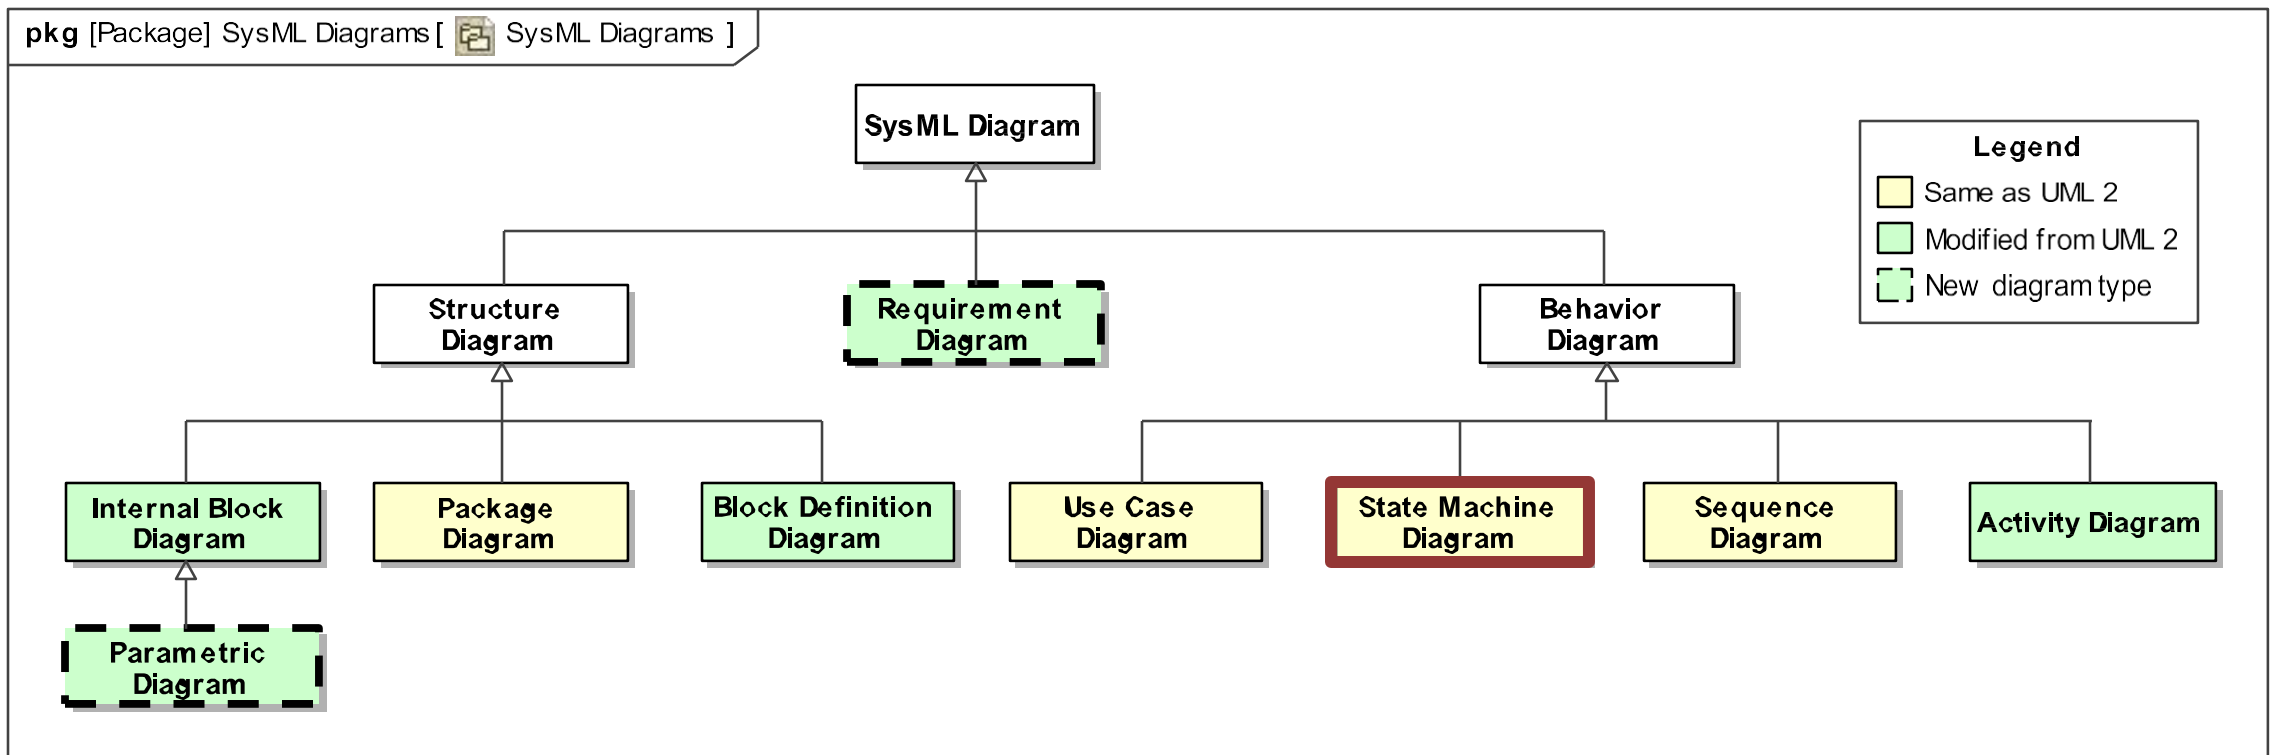 pkg [Package] SysML Diagrams [ SysML Diagrams ]
SysML Diagram
Legend
Same as UML 2
Modified from UML 2
New diagram type
Structure
Diagram
Requirement
Diagram
Behavior
Diagram
Internal Block
Diagram
Package
Diagram
Block Definition
Diagram
Use Case
Diagram
State Machine
Diagram
Sequence
Diagram
Activity Diagram
Parametric
Diagram